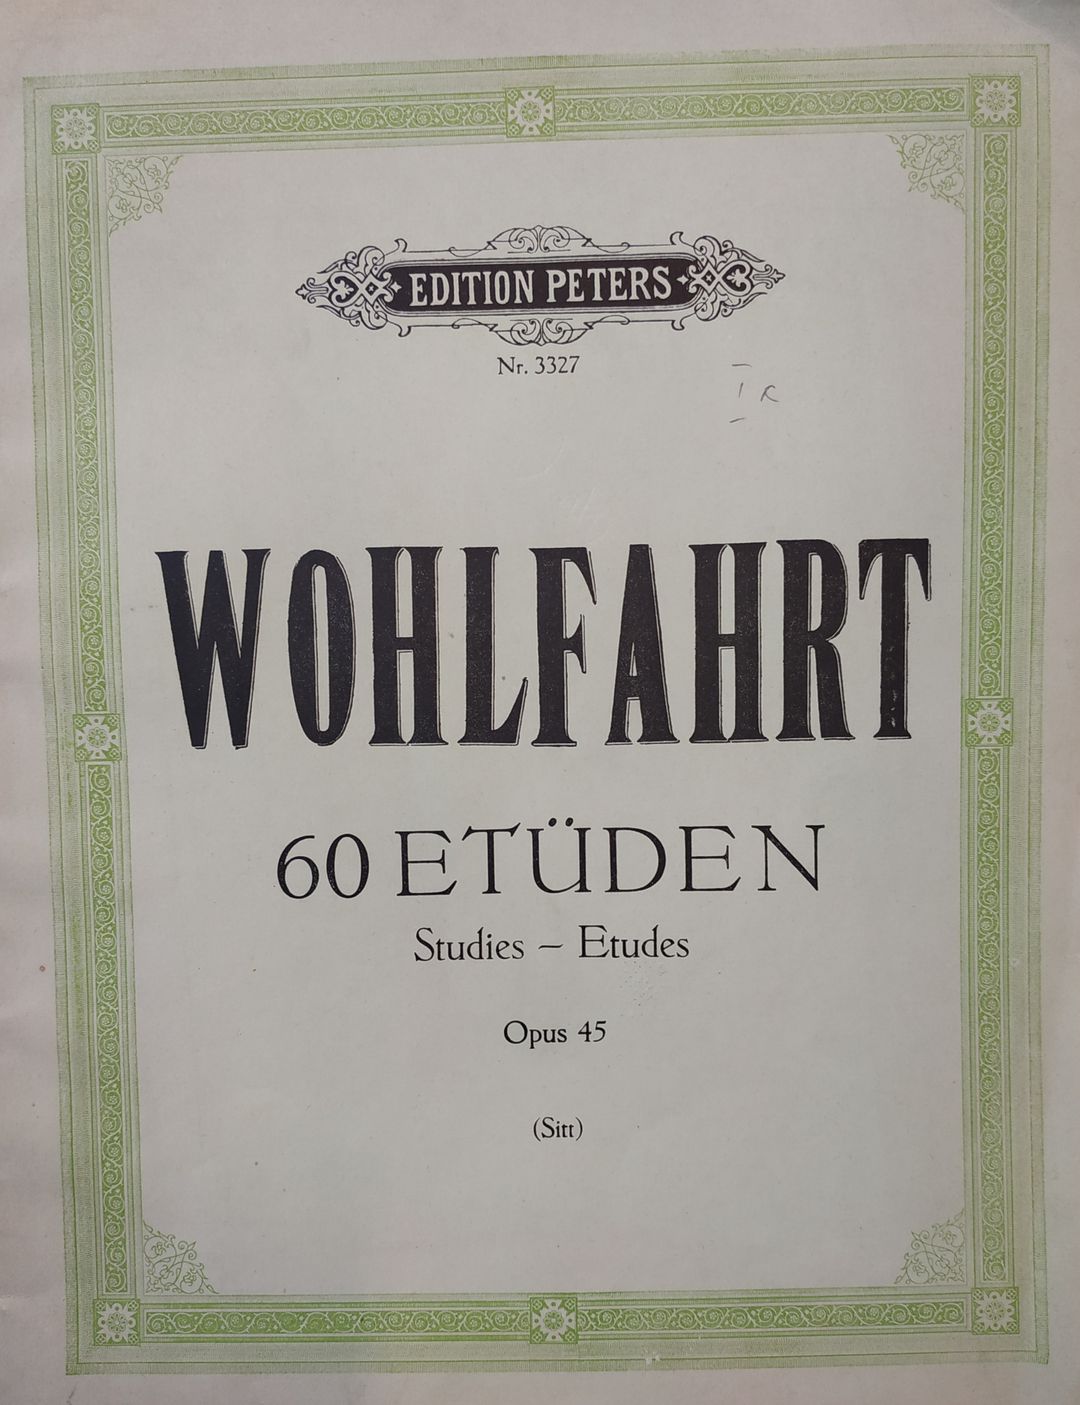 EDITION PETERS
Nr. 3327
WOHLFAHRT
60 ETÜDEN
Studies – Etudes
Opus 45
(Sitt)